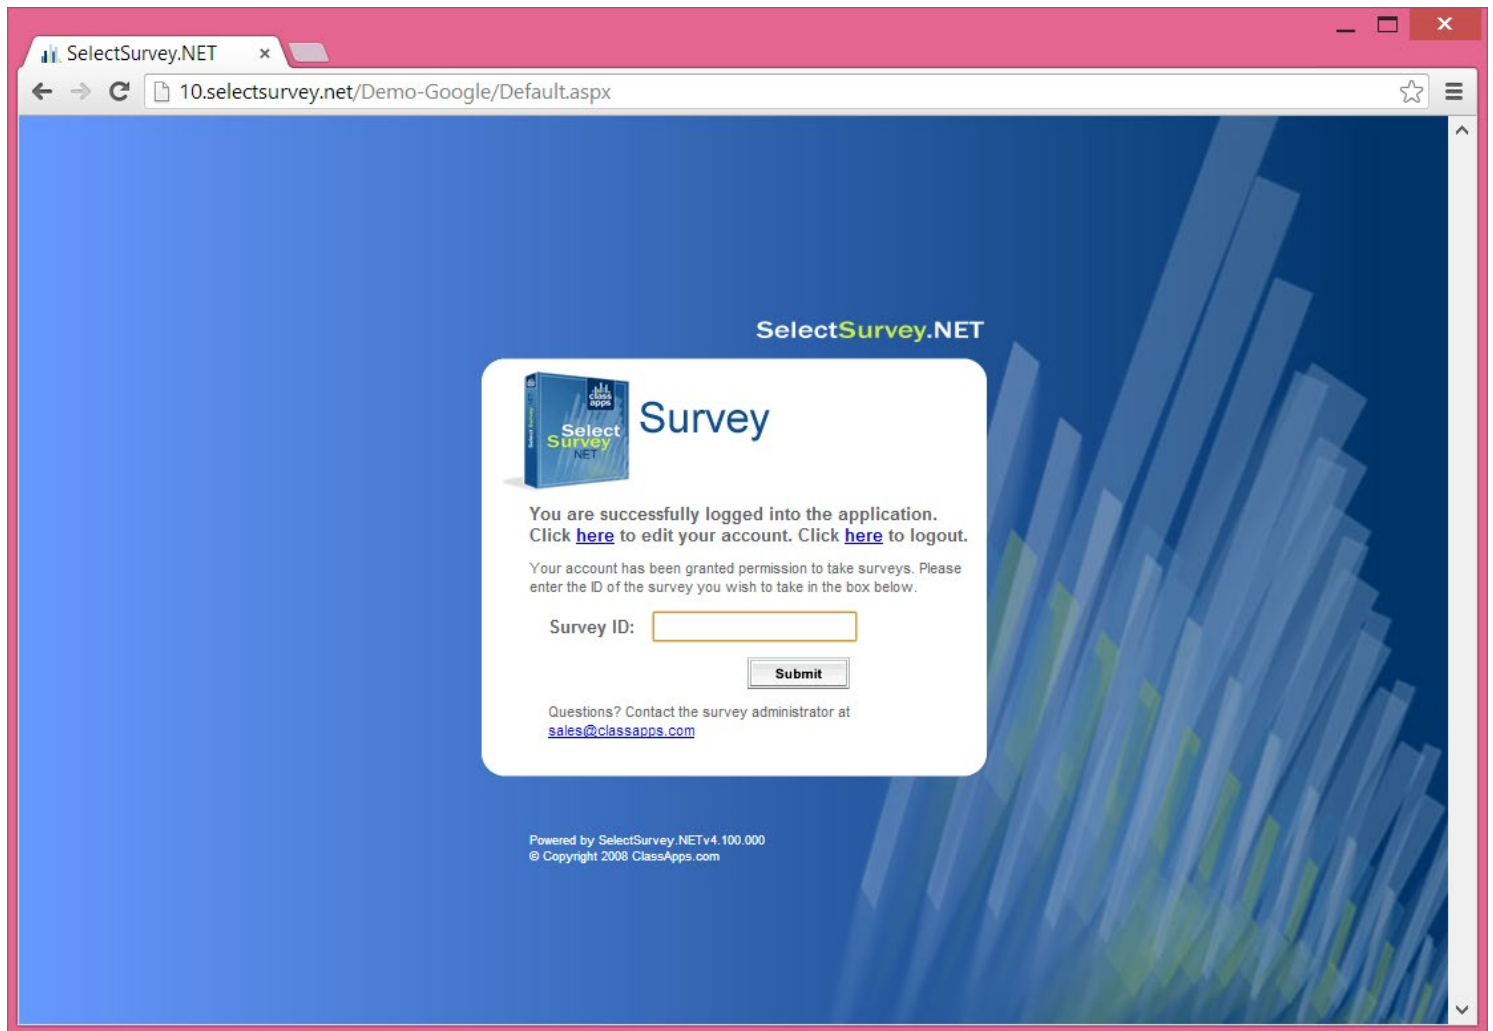 SelectSurvey.NET
10.selectsurvey.net/Demo-Google/Default.aspx
SelectSurvey.NET
class
apps
Select
Survey
NET
Survey
You are successfully logged into the application.
Click here to edit your account. Click here to logout.
Your account has been granted permission to take surveys. Please
enter the ID of the survey you wish to take in the box below.
Survey ID:
Submit
Questions? Contact the survey administrator at
sales@classapps.com
Powered by SelectSurvey.NETv4.100.000
© Copyright 2008 ClassApps.com